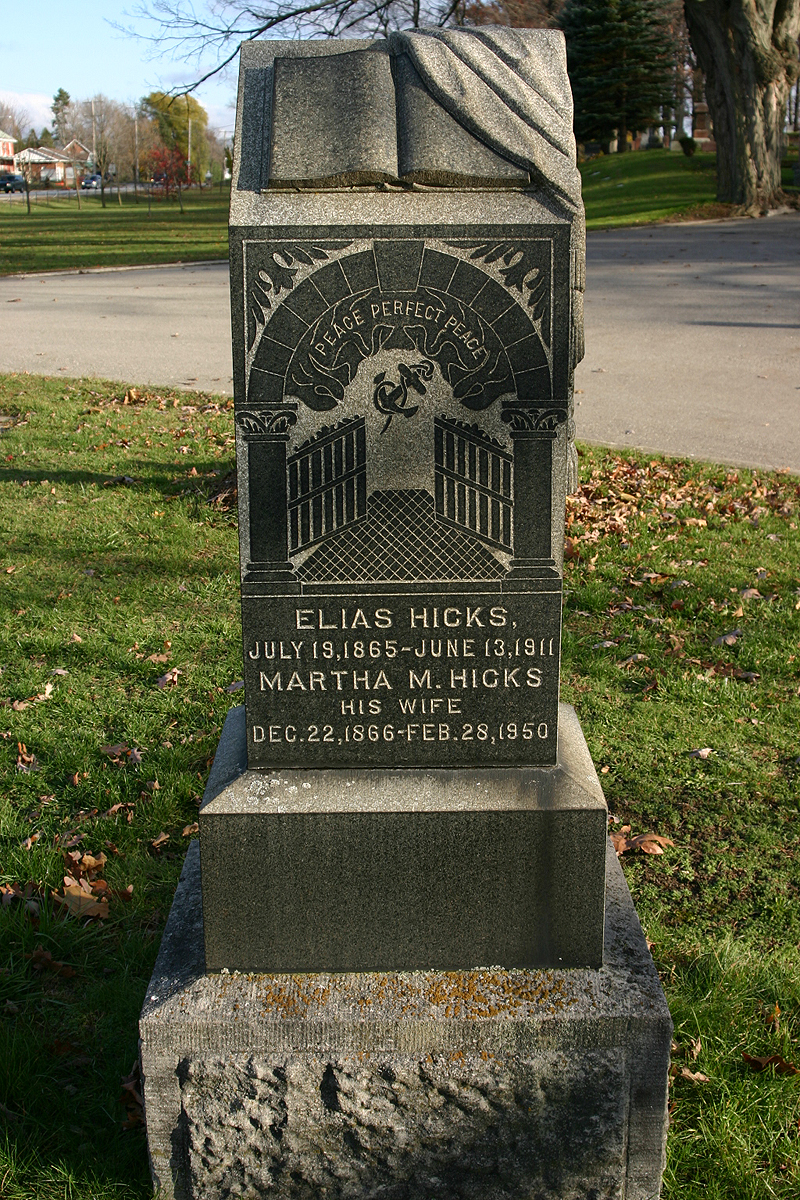 PEACE PERFECT PEACE
ELIAS HICKS,
JULY 19, 1865-JUNE 13, 1911
MARTHA M. HICKS
HIS WIFE
DEC. 22, 1866-FEB. 28, 1950